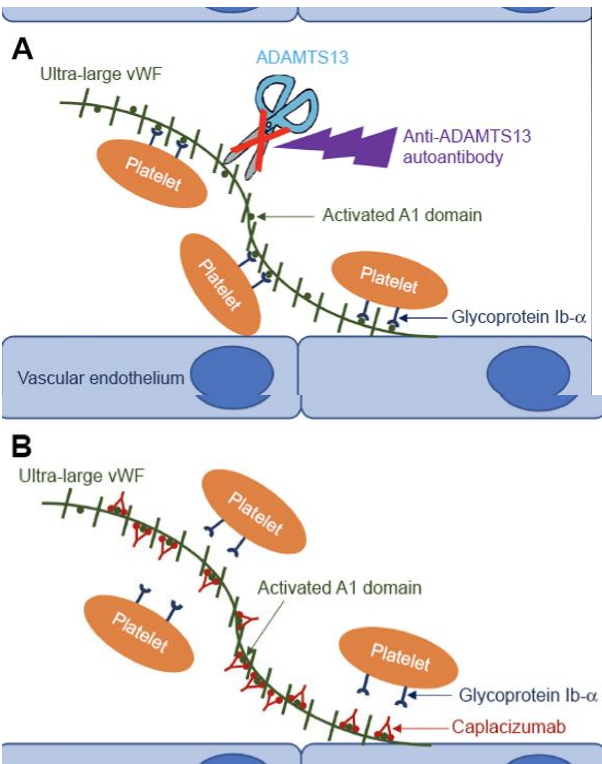 A
ADAMTS13
Ultra-large vWF
Anti-ADAMTS13
autoantibody
Platelet
Activated A1 domain
Platelet
Platelet
Glycoprotein Ib-α
Vascular endothelium
B
Ultra-large vWF
Platelet
Activated A1 domain
Platelet
Platelet
Glycoprotein Ib-α
Caplacizumab